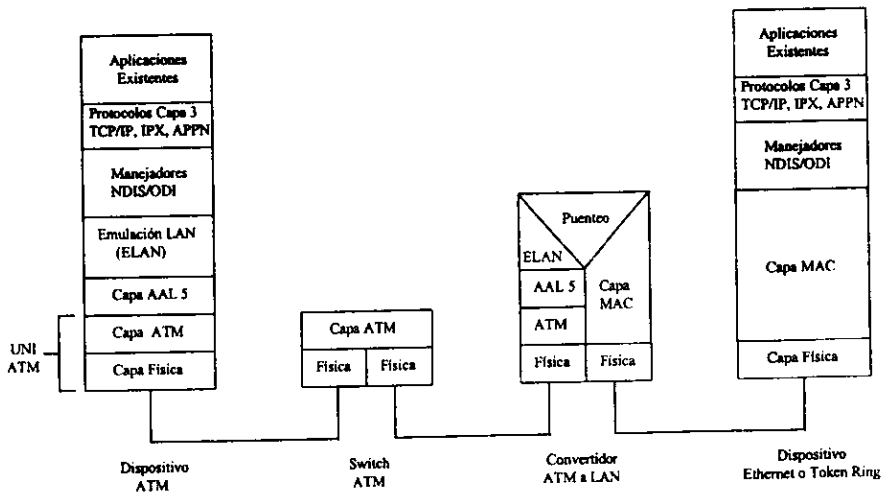 Aplicaciones
Existentes
Protocolos Capa 3
TCP/IP, IPX, APPN
Manejadores
NDIS/ODI
Emulación LAN
(ELAN)
Capa AAL 5
Capa ATM
Capa Física
UNI
ATM
Dispositivo
ATM
Capa ATM
Física
Física
Switch
ATM
Puenteo
ELAN
AAL 5
ATM
Capa
MAC
Física
Física
Convertidor
ATM a LAN
Aplicaciones
Existentes
Protocolos Capa 3
TCP/IP, IPX, APPN
Manejadores
NDIS/ODI
Capa MAC
Capa Física
Dispositivo
Ethernet o Token Ring